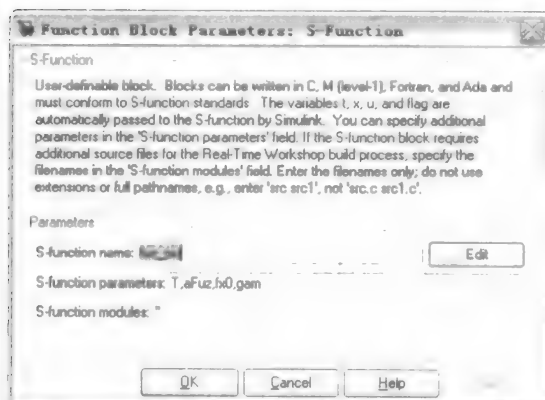 Function Block Parameters: S-Function
S-Function
User-definable block. Blocks can be written in C, M (level-1), Fortran, and Ada and
must conform to S-function standards. The variables t, x, u, and flag are
automatically passed to the S-function by Simulink. You can specify additional
parameters in the 'S-function parameters' field. If the S-function block requires
additional source files for the Real-Time Workshop build process, specify the
filenames in the 'S-function modules' field. Enter the filenames only; do not use
extensions or full pathnames, e.g., enter 'src src1', not 'src.c src1.c'.
Parameters
S-function name:
Edit
S-function parameters: T,aFuz,fx0,gam
S-function modules: ''
OK
Cancel
Help